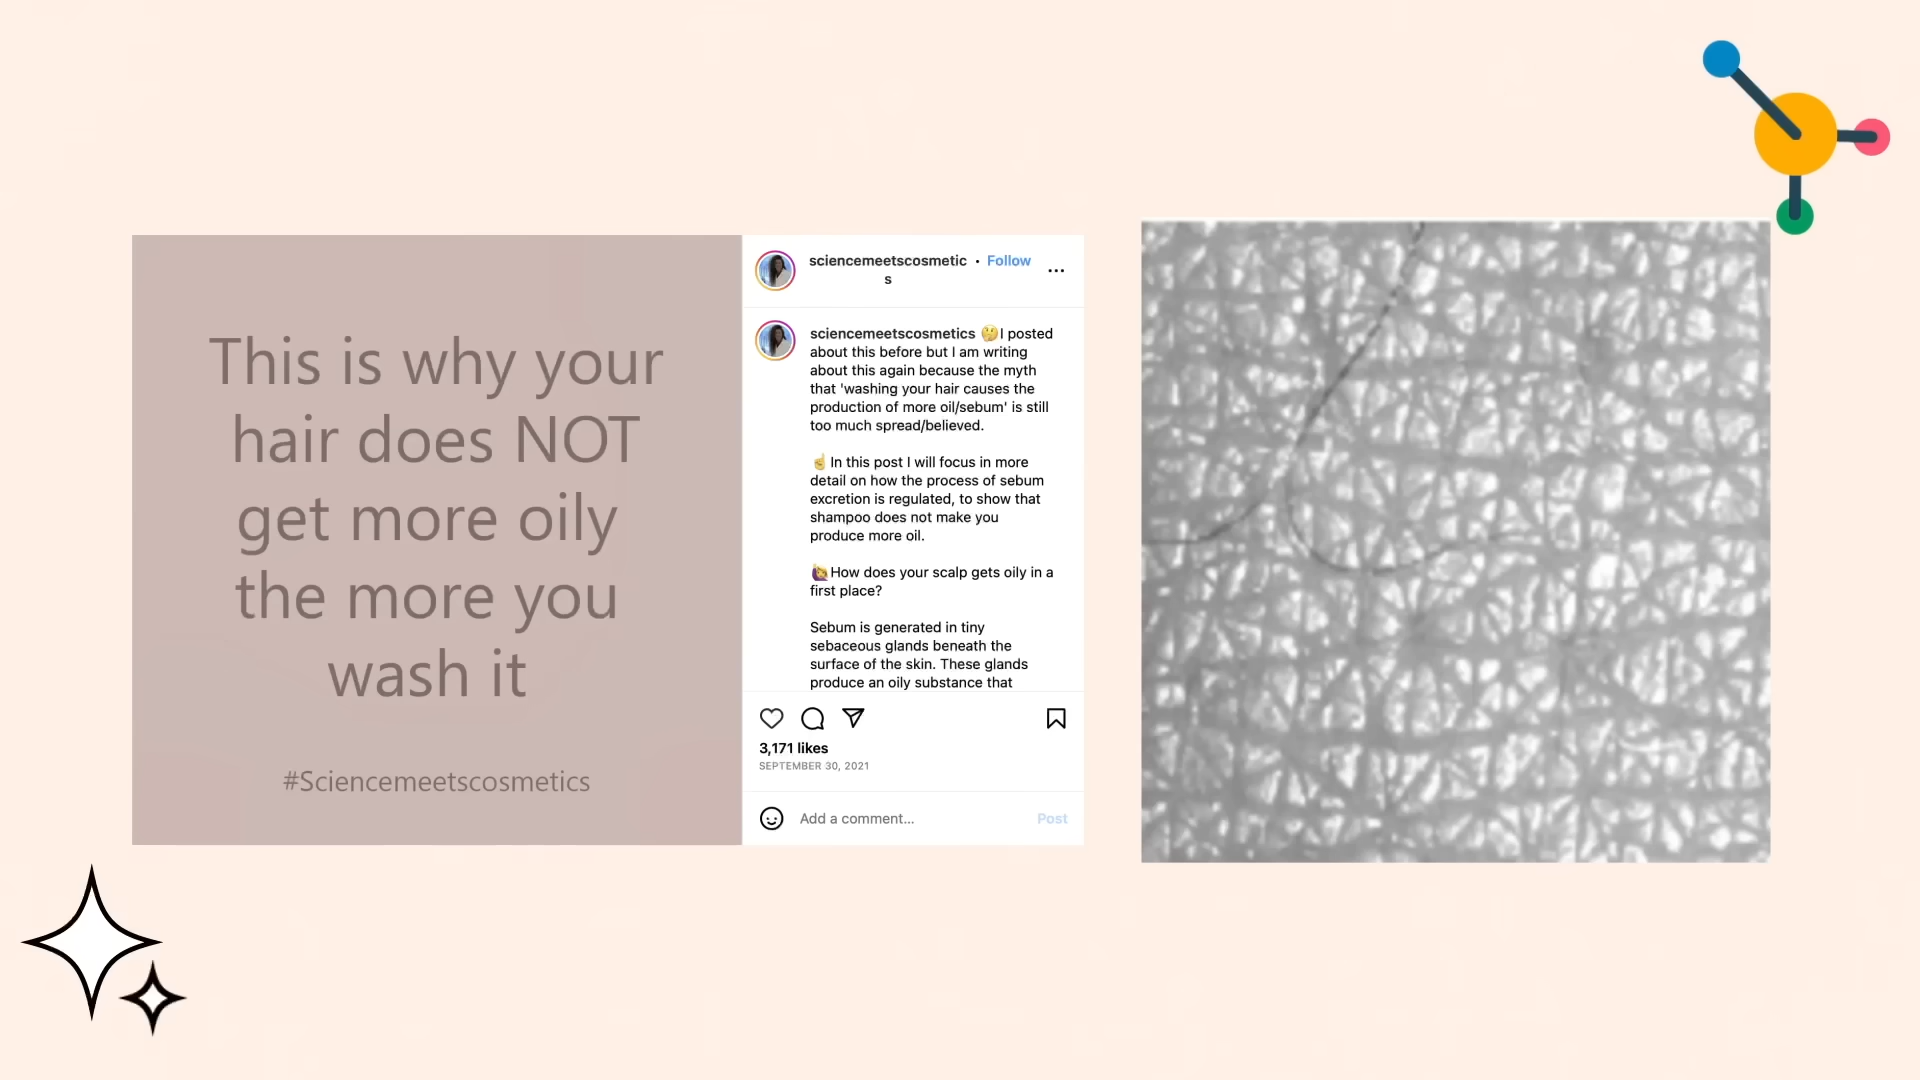 This is why your
hair does NOT
get more oily
the more you
wash it
#Sciencemeetscosmetics
sciencemeetscosmetic • Follow
s
sciencemeetscosmetics 🤔I posted
about this before but I am writing
about this again because the myth
that 'washing your hair causes the
production of more oil/sebum' is still
too much spread/believed.
☝️In this post I will focus in more
detail on how the process of sebum
excretion is regulated, to show that
shampoo does not make you
produce more oil.
🙋How does your scalp gets oily in a
first place?
Sebum is generated in tiny
sebaceous glands beneath the
surface of the skin. These glands
produce an oily substance that
3,171 likes
SEPTEMBER 30, 2021
Add a comment... Post